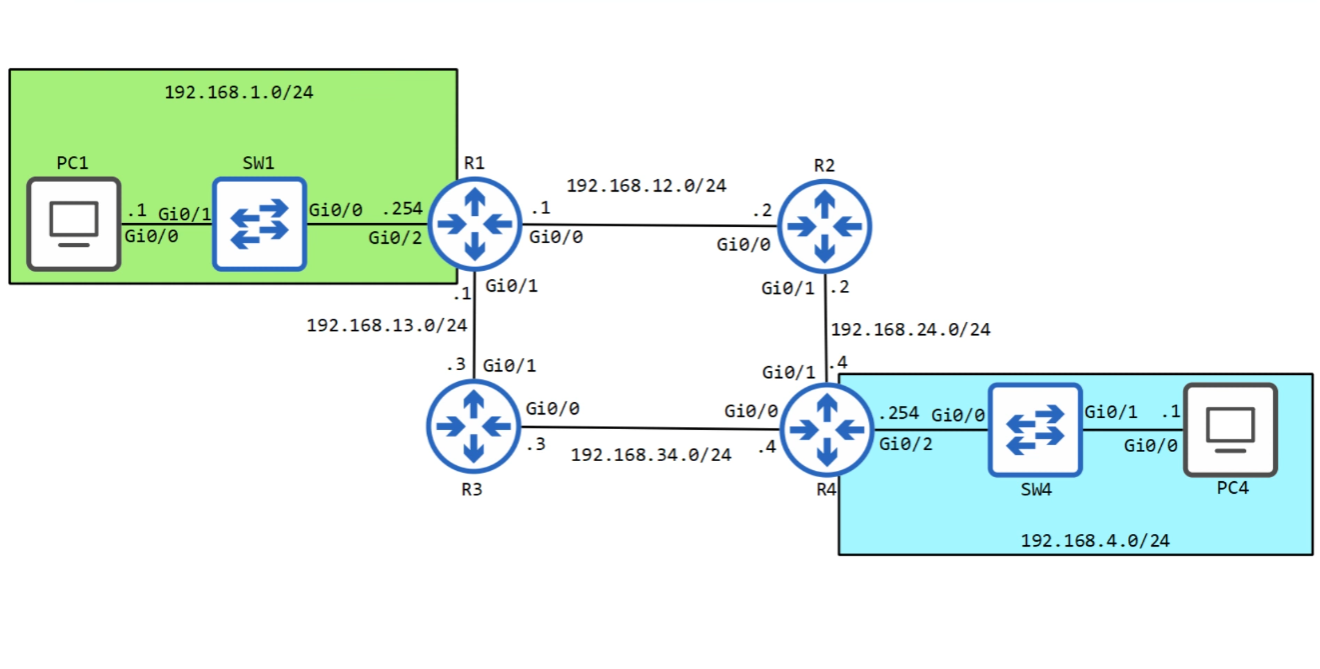 192.168.1.0/24
PC1
SW1
R1
R2
192.168.12.0/24
.1 Gi0/1
Gi0/0 .254
.1
.2
Gi0/0
Gi0/2
Gi0/0
Gi0/0
.1
Gi0/1
Gi0/1
.2
192.168.13.0/24
192.168.24.0/24
.3
Gi0/1
Gi0/1
.4
Gi0/0
Gi0/0
.254 Gi0/0
Gi0/1 .1
.3
192.168.34.0/24
.4
Gi0/2
Gi0/0
R3
R4
SW4
PC4
192.168.4.0/24